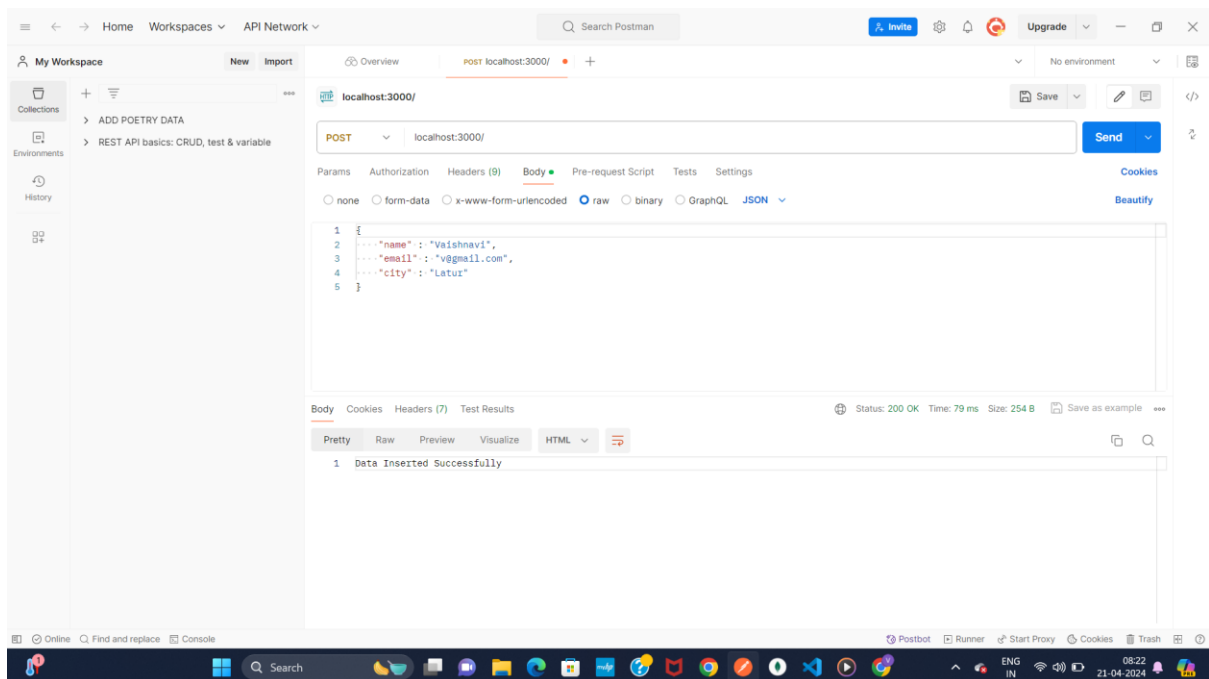 Home Workspaces API Network Search Postman Invite Upgrade
My Workspace New Import Overview POST localhost:3000/ No environment
Collections
ADD POETRY DATA
REST API basics: CRUD, test & variable
Environments
History
HTTP localhost:3000/ Save
POST localhost:3000/ Send
Params Authorization Headers (9) Body Pre-request Script Tests Settings Cookies
none form-data x-www-form-urlencoded raw binary GraphQL JSON Beautify
1 {
2 "name" : "Vaishnavi",
3 "email" : "v@gmail.com",
4 "city" : "Latur"
5 }
Body Cookies Headers (7) Test Results Status: 200 OK Time: 79 ms Size: 254 B Save as example
Pretty Raw Preview Visualize HTML
1 Data Inserted Successfully
Online Find and replace Console Postbot Runner Start Proxy Cookies Trash
1 Search ENG 08:22
IN 21-04-2024